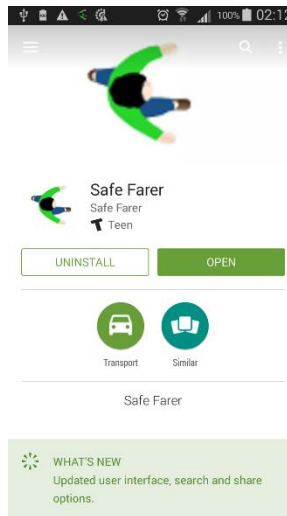 100% 02:12
Safe Farer
Safe Farer
Teen
UNINSTALL OPEN
Transport Similar
Safe Farer
WHAT'S NEW
Updated user interface, search and share
options.